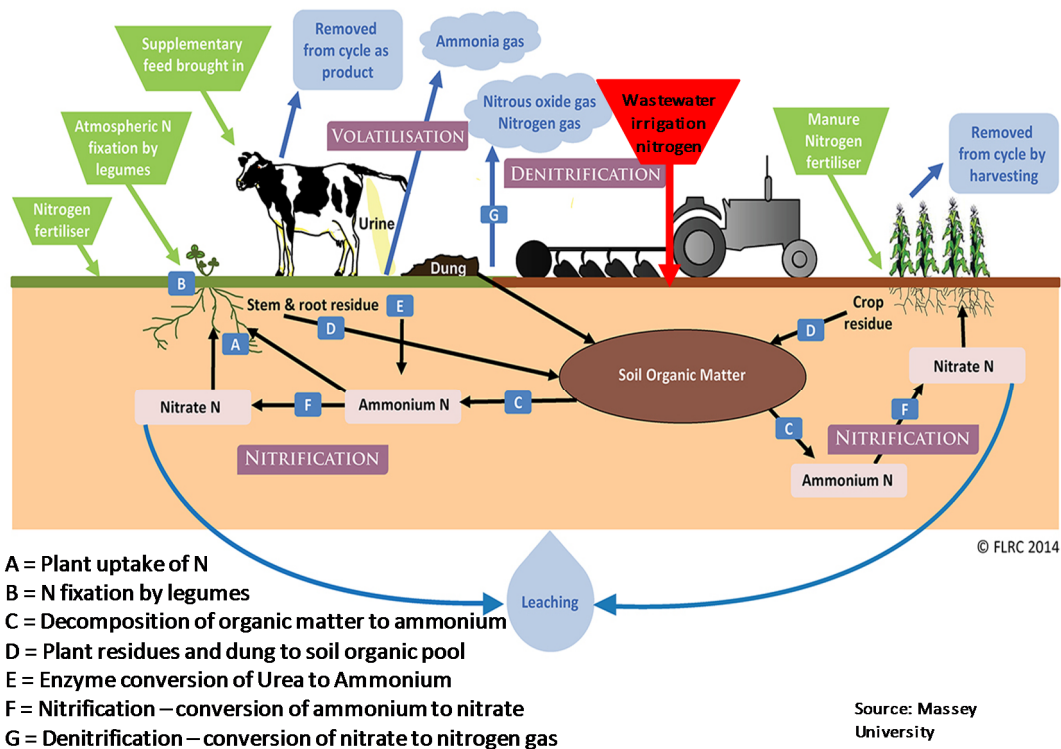 Supplementary
feed brought in
Removed
from cycle as
product
Ammonia gas
Nitrous oxide gas
Nitrogen gas
Wastewater
irrigation
nitrogen
Manure
Nitrogen
fertiliser
Removed
from cycle by
harvesting
Atmospheric N
fixation by
legumes
VOLATILISATION
DENITRIFICATION
Nitrogen
fertiliser
Urine
G
Dung
B
Stem & root residue
E
D
A
Crop
residue
D
Soil Organic Matter
Nitrate N
Nitrate N
F
Ammonium N
C
F
C
NITRIFICATION
NITRIFICATION
Ammonium N
© FLRC 2014
Leaching
A = Plant uptake of N
B = N fixation by legumes
C = Decomposition of organic matter to ammonium
D = Plant residues and dung to soil organic pool
E = Enzyme conversion of Urea to Ammonium
F = Nitrification – conversion of ammonium to nitrate
G = Denitrification – conversion of nitrate to nitrogen gas
Source: Massey
University